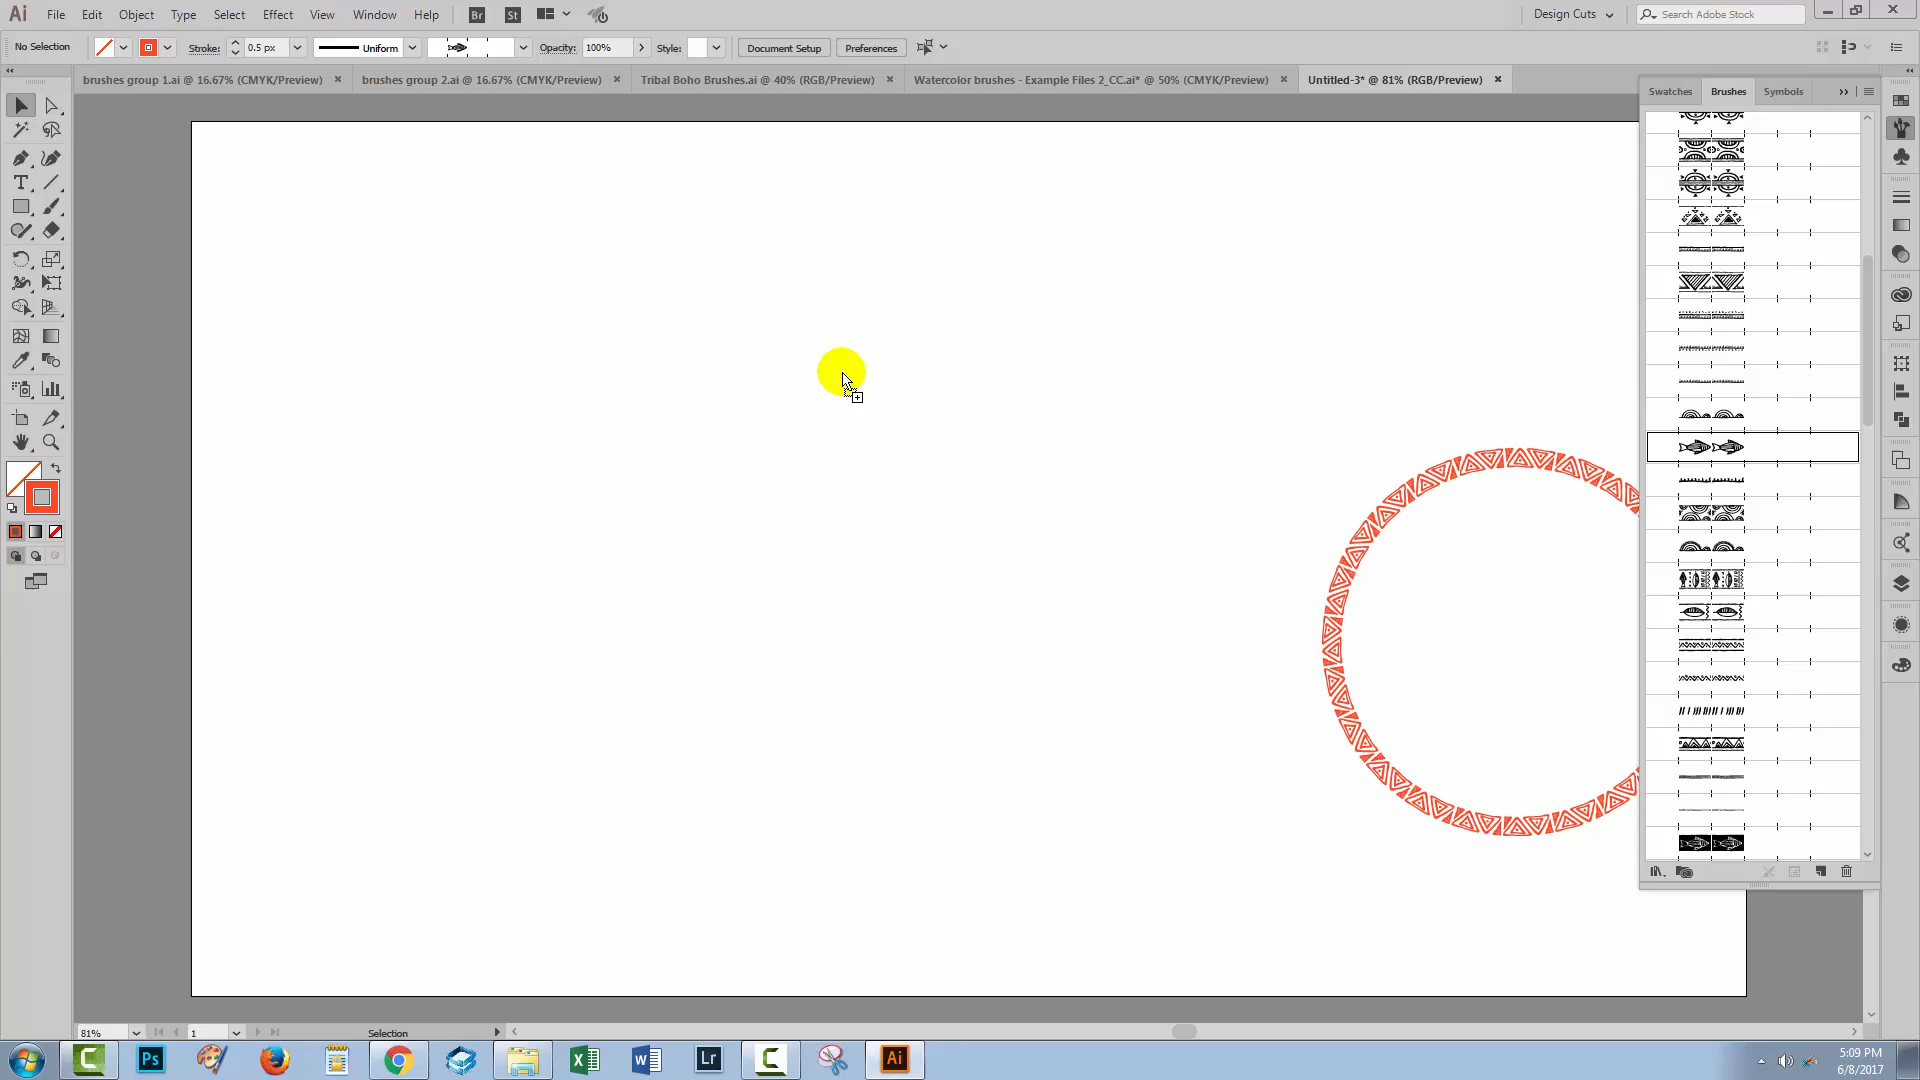 Ai File Edit Object Type Select Effect View Window Help Br St Design Cuts Search Adobe Stock
No Selection Stroke: 0.5 px Uniform Opacity: 100% Style: Document Setup Preferences
brushes group 1.ai @ 16.67% (CMYK/Preview) brushes group 2.ai @ 16.67% (CMYK/Preview) Tribal Boho Brushes.ai @ 40% (RGB/Preview) Watercolor brushes - Example Files 2_CC.ai* @ 50% (CMYK/Preview) Untitled-3* @ 81% (RGB/Preview)
Swatches Brushes Symbols
81% 1 Selection
Ps Lr Ai
5:09 PM
6/8/2017